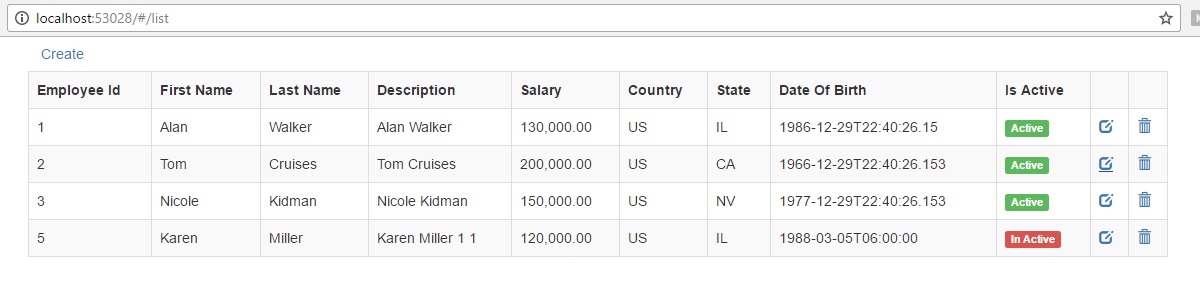 localhost:53028/#/list
Create
Employee Id First Name Last Name Description Salary Country State Date Of Birth Is Active
1 Alan Walker Alan Walker 130,000.00 US IL 1986-12-29T22:40:26.15 Active
2 Tom Cruises Tom Cruises 200,000.00 US CA 1966-12-29T22:40:26.153 Active
3 Nicole Kidman Nicole Kidman 150,000.00 US NV 1977-12-29T22:40:26.153 Active
5 Karen Miller Karen Miller 1 1 120,000.00 US IL 1988-03-05T06:00:00 In Active